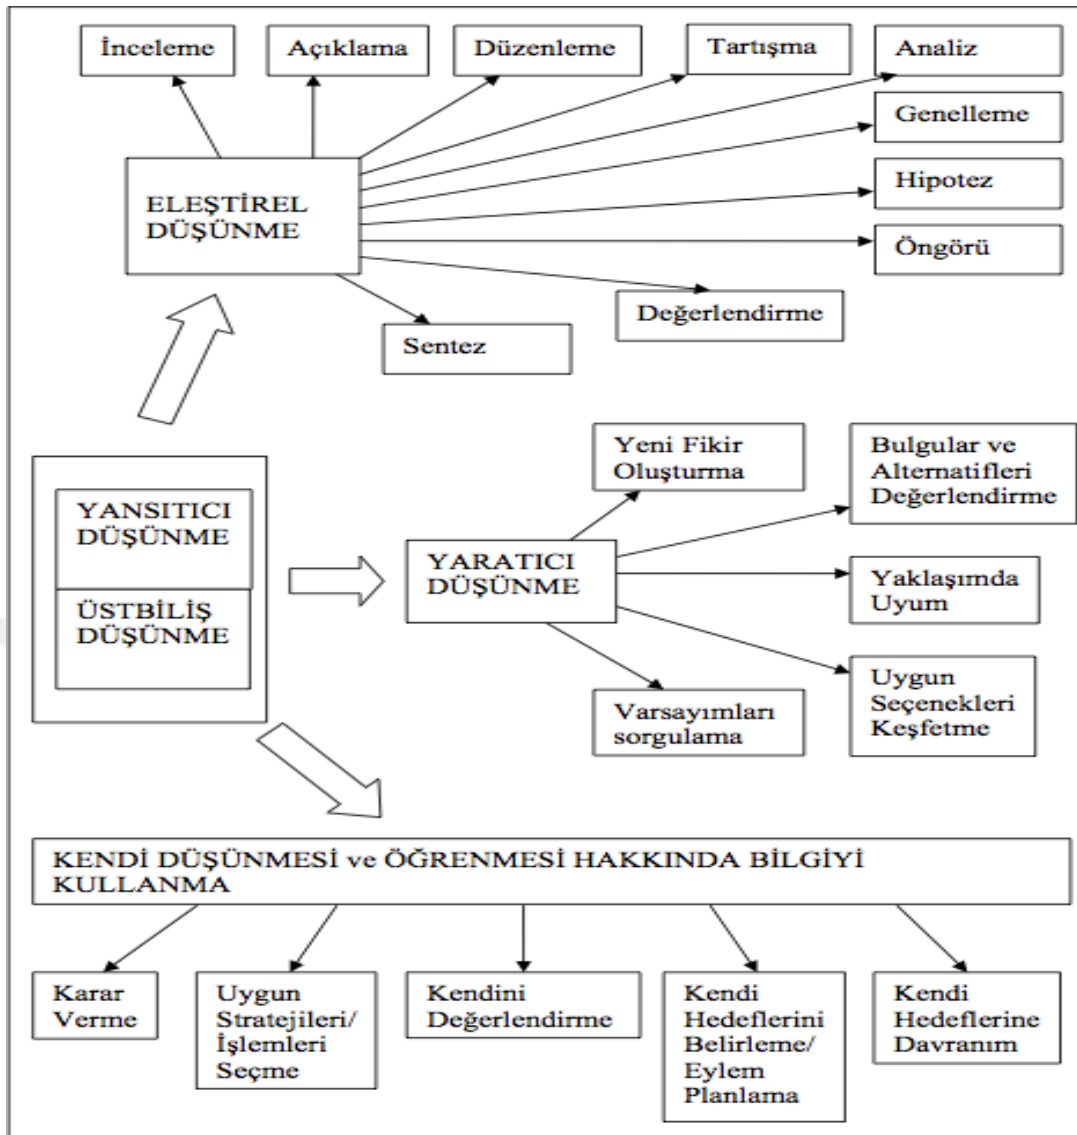 İnceleme
Açıklama
Düzenleme
Tartışma
Analiz
Genelleme
Hipotez
Öngörü
Değerlendirme
Sentez
ELEŞTİREL
DÜŞÜNME
YANSITICI
DÜŞÜNME
ÜSTBİLİŞ
DÜŞÜNME
YARATICI
DÜŞÜNME
Yeni Fikir
Oluşturma
Bulgular ve
Alternatifleri
Değerlendirme
Yaklaşımda
Uyum
Uygun
Seçenekleri
Keşfetme
Varsayımları
sorgulama
KENDİ DÜŞÜNMESİ ve ÖĞRENMESİ HAKKINDA BİLGİYİ
KULLANMA
Karar
Verme
Uygun
Stratejileri/
İşlemleri
Seçme
Kendini
Değerlendirme
Kendi
Hedeflerini
Belirleme/
Eylem
Planlama
Kendi
Hedeflerine
Davranım